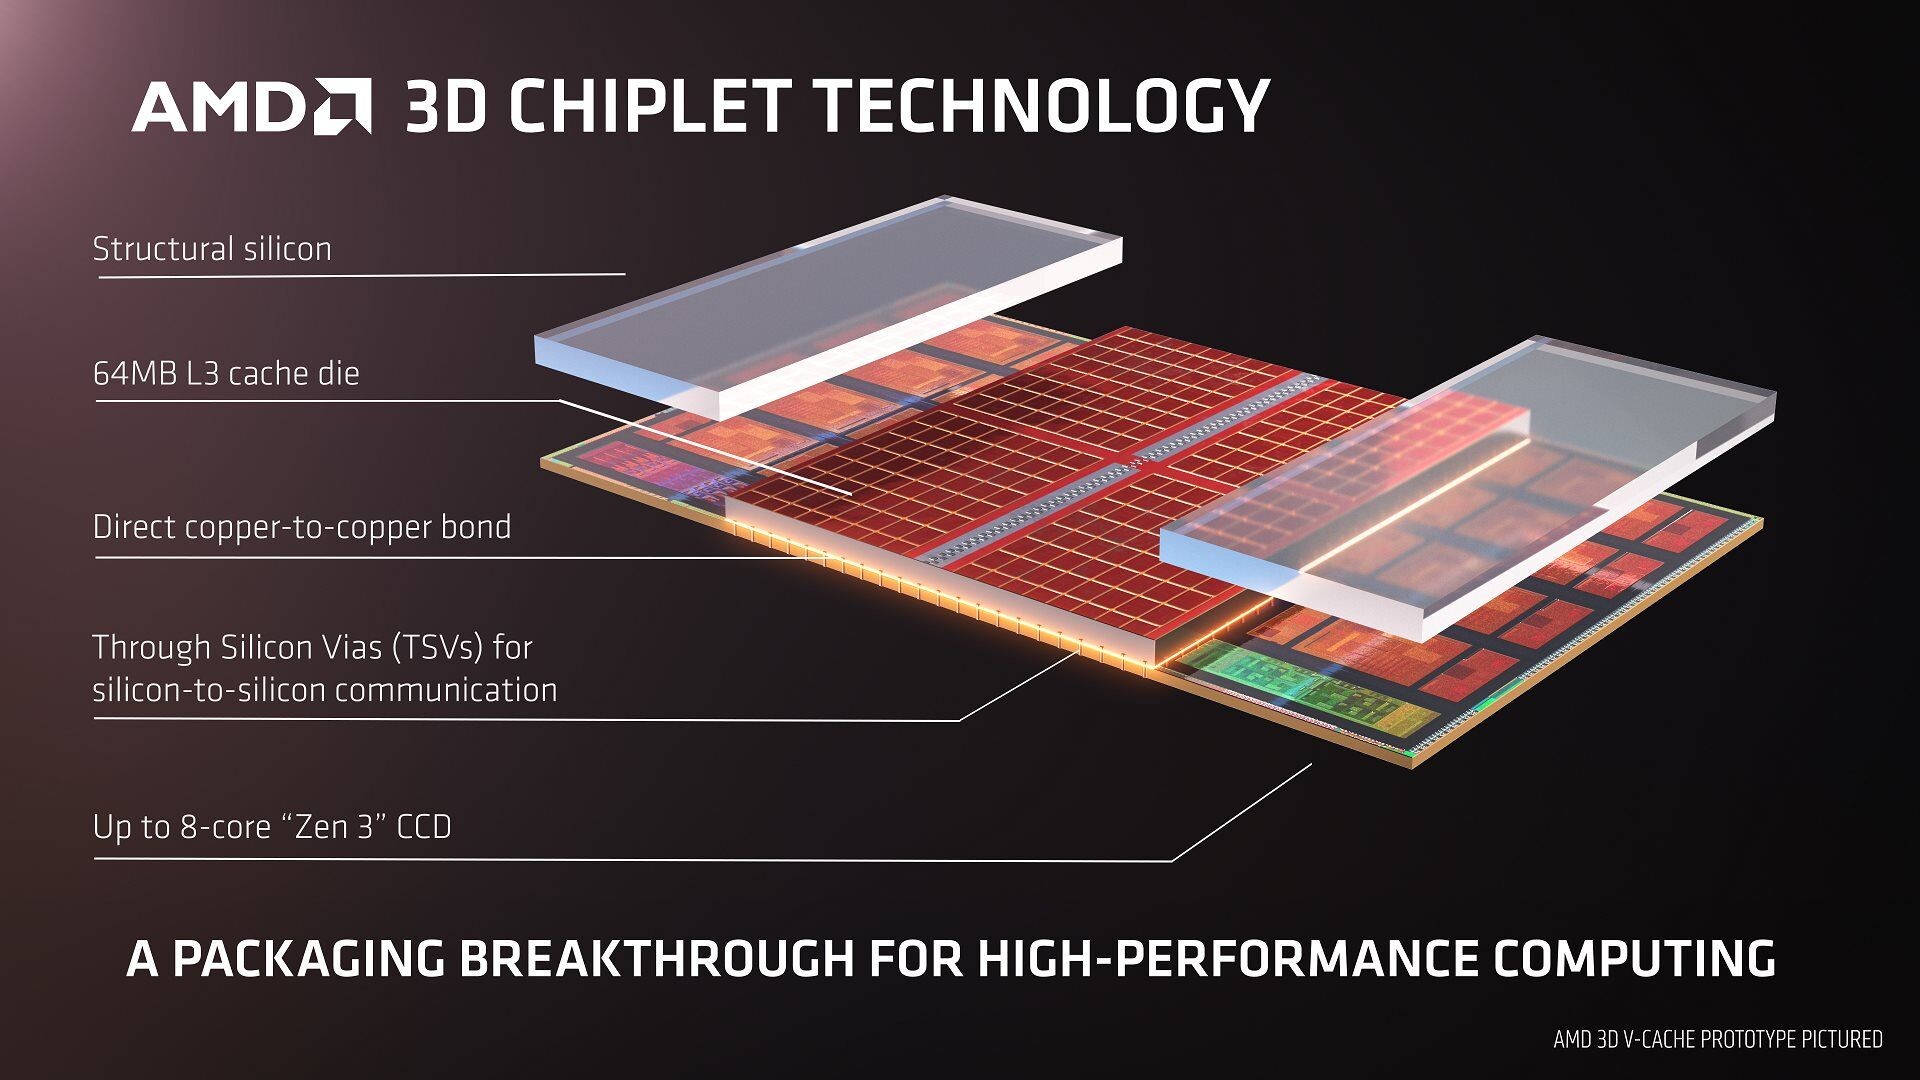 AMD 3D CHIPLET TECHNOLOGY
Structural silicon
64MB L3 cache die
Direct copper-to-copper bond
Through Silicon Vias (TSVs) for
silicon-to-silicon communication
Up to 8-core “Zen 3” CCD
A PACKAGING BREAKTHROUGH FOR HIGH-PERFORMANCE COMPUTING
AMD 3D V-CACHE PROTOTYPE PICTURED